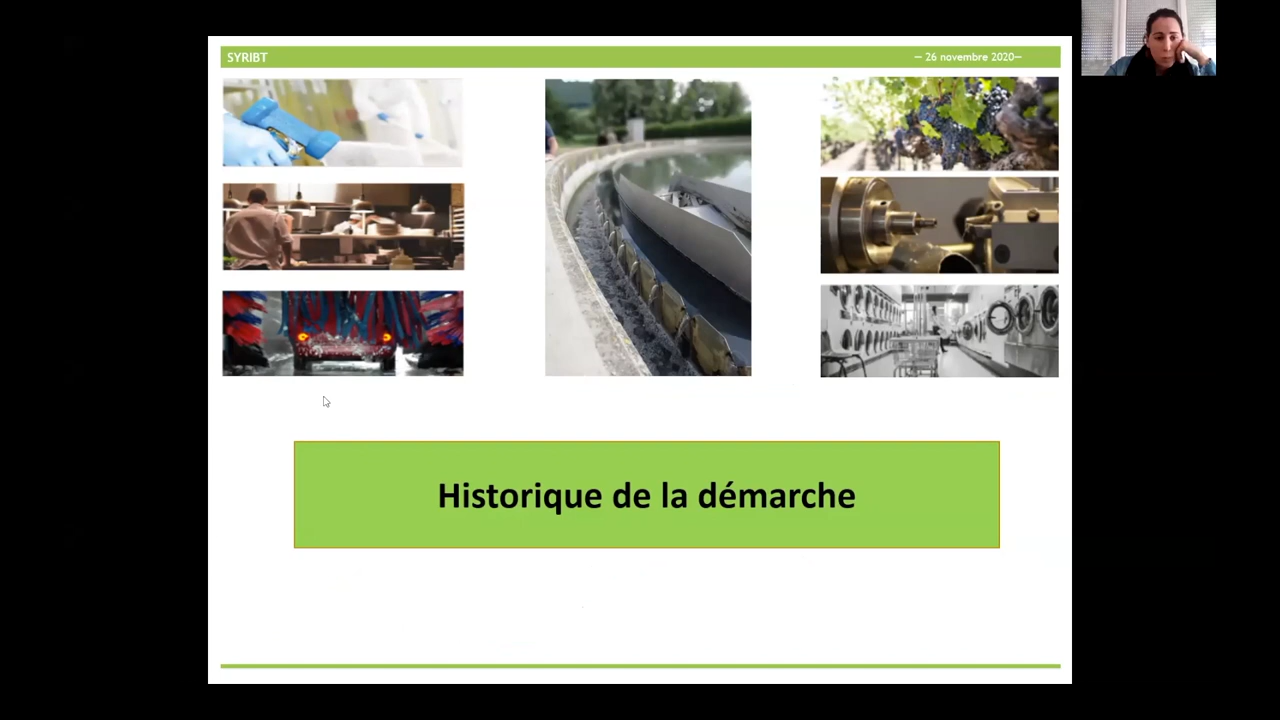 SYRIBT
— 26 novembre 2020—
Historique de la démarche